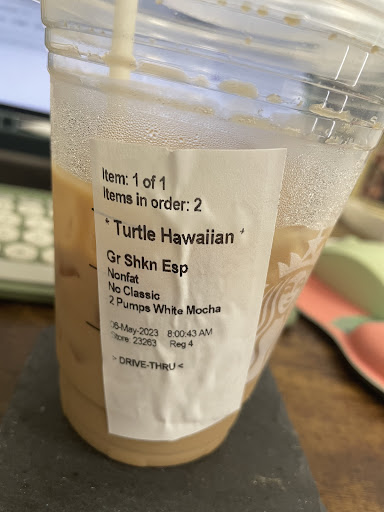 Item: 1 of 1
Items in order: 2
* Turtle Hawaiian *
Gr Shkn Esp
Nonfat
No Classic
2 Pumps White Mocha
08-May-2023 8:00:43 AM
Store: 23263 Reg 4
> DRIVE-THRU <